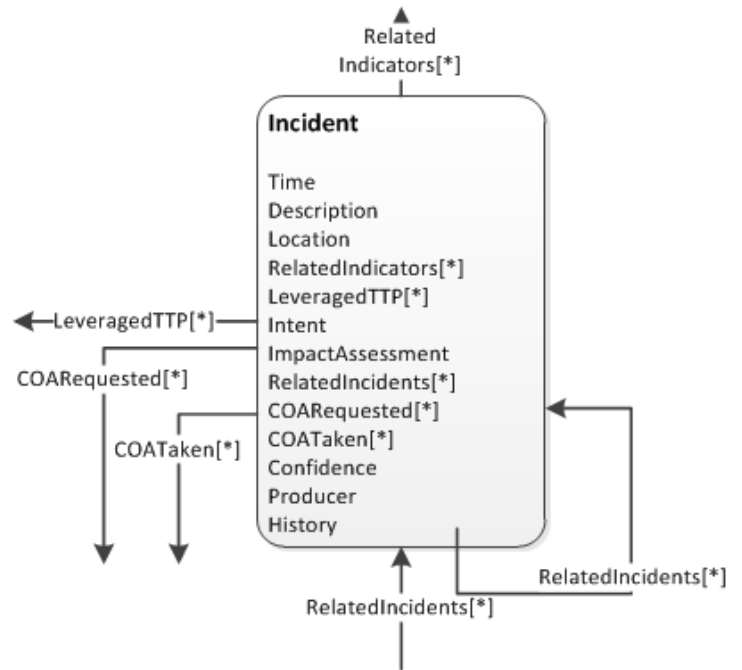 Related
Indicators[*]
Incident
Time
Description
Location
RelatedIndicators[*]
LeveragedTTP[*]
Intent
ImpactAssessment
RelatedIncidents[*]
COARequested[*]
COATaken[*]
Confidence
Producer
History
LeveragedTTP[*]
COARequested[*]
COATaken[*]
RelatedIncidents[*]
RelatedIncidents[*]